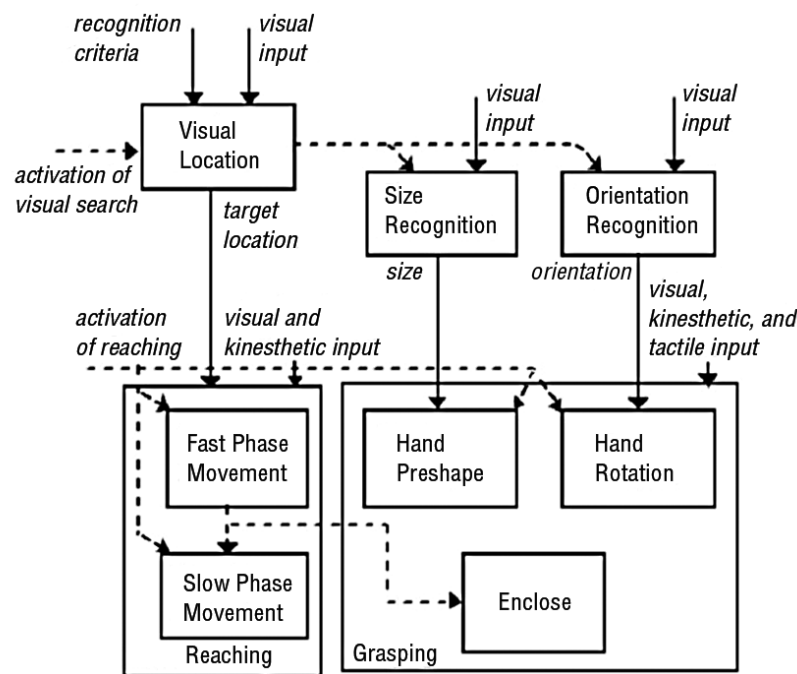 recognition
criteria
visual
input
Visual
Location
activation of
visual search
visual
input
visual
input
Size
Recognition
Orientation
Recognition
target
location
size
orientation
visual,
kinesthetic, and
tactile input
activation
of reaching
visual and
kinesthetic input
Fast Phase
Movement
Hand
Preshape
Hand
Rotation
Slow Phase
Movement
Enclose
Reaching
Grasping